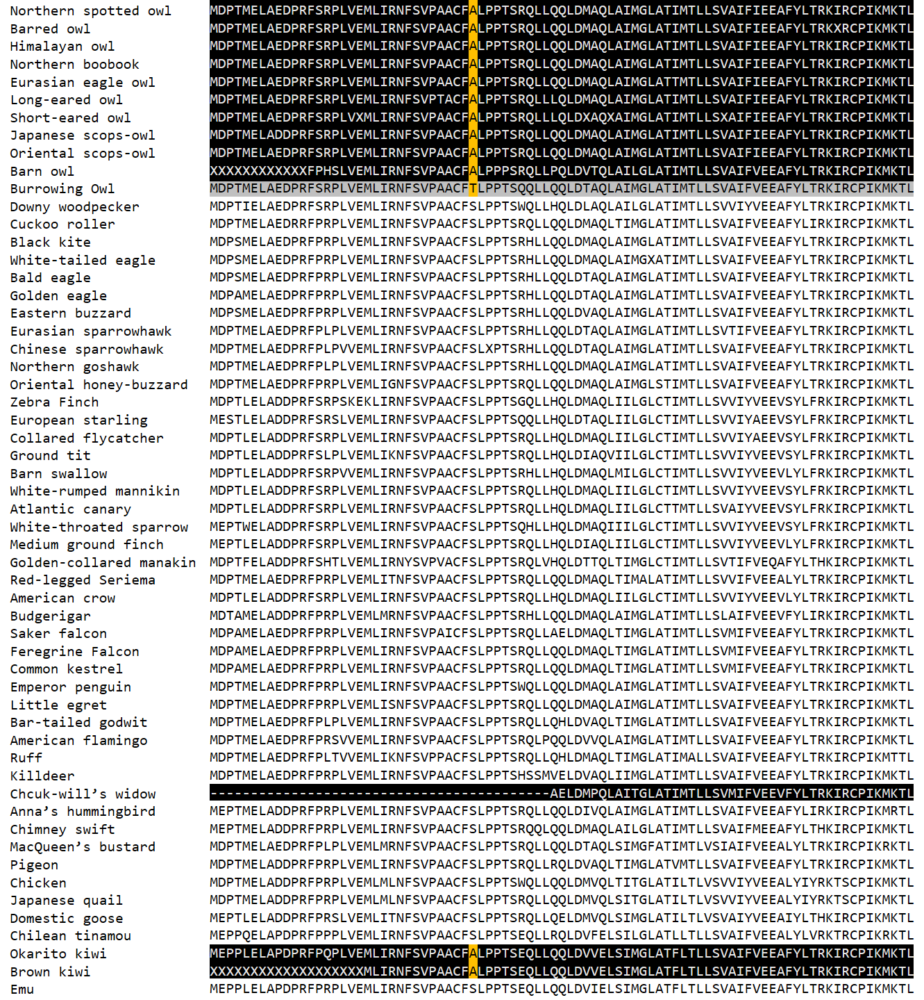 Northern spotted owl MDPTMELAEDPRFSRPLVEMLIRNFSVPAACFALPPTSRQLLQQLDMAQLAIMGLATIMTLLSVAIFIEEAFYLTRKIRCPIKMKTL
Barred owl MDPTMELAEDPRFSRPLVEMLIRNFSVPAACFALPPTSRQLLQQLDMAQLAIMGLATIMTLLSVAIFIEEAFYLTRKXRCPIKMKTL
Himalayan owl MDPTMELAEDPRFSRPLVEMLIRNFSVPAACFALPPTSRQLLQQLDMAQLAIMGLATIMTLLSVAIFIEEAFYLTRKIRCPIKMKTL
Northern boobook MDPTMELAEDPRFSRPLVEMLIRNFSVPAACFALPPTSRQLLQQLDMAQLAIMGLATIMTLLSVAIFIEEAFYLTRKIRCPIKMKTL
Eurasian eagle owl MDPTMELAEDPRFSRPLVEMLIRNFSVPAACFALPPTSRQLLQQLDMAQLAIMGLATTMTLLSVAIFIEEAFYLTRKIRCPIKMKTL
Long-eared owl MDPTMELAEDPRFSRPLVEMLIRNFSVPTACFALPPTSRQLLLQLDMAQLAIMGLATIMTLLSVAIFIEEAFYLTRKIRCPIKMKTL
Short-eared owl MDPTMELAEDPRFSRPLVXMLIRNFSVPAACFALPPTSRQLLLQLDXAQXAIMGLATIMTLLSXAIFIEEAFYLTRKIRCPIKMKTL
Japanese scops-owl MDPTMELADDPRFSRPLVEMLIRNFSVPAACFALPPTSRQLLQQLDMAQLAIMGLATIMTLLSVAIFIEEAFYLTRKIRCPIKMKTL
Oriental scops-owl MDPTMELAEDPRFSRPLVEMLIRNFSVPAACFALPPTSRQLLQQLDMAQLAIMGLATIMTLLSVAIFIEEAFYLTRKIRCPIKMKTL
Barn owl XXXXXXXXXXXXFPHSLVEMLIRNFSVPAACFALPPPSRQLLPQLDVTQLAILGLATIMTLLSVAIFVEEAFYLTRKIRCPIKMKTL
Burrowing Owl MDPTMELAEDPRFSRPLVEMLIRNFSVPAACFTLPPTSQQLLQQLDTAQLAIMGLATIMTLLSVAIFVEEAFYLTRKIRCPIKMKTL
Downy woodpecker MDPTIELAEDPRFSRPLVEMLIRNFSVPAACFSLPPTSWQLLHQLDLAQLAILGLATIMTLLSVVIYVEEAFYLTRKIRCPIKMKTL
Cuckoo roller MDPTMELAEDRRFPRPLVEMLIRNFSVPAACFSLPPTSRQLLQQLDMAQLTIMGLATIMTLLSVAIFVEEAFYLIRKIRCPIKMKTL
Black kite MDPSMELAEDPRFPRPLVEMLIRNFSVPAACFSLPPTSRHLLQQLDMAQLAIMGLATIMTLLSVAIFVEEAFYLTRKIRCPIKMKTL
White-tailed eagle MDPSMELAEDPRFPRPLVEMLIRNFSVPAACFSLPPTSRHLLQQLDMAQLAIMGXATIMTLLSVAIFVEEAFYLTRKIRCPIKMKTL
Bald eagle MDPSMELAEDPRFPRPLVEMLIRNFSVPAACFSLPPTSRHLLQQLDTAQLAIMGLATIMTLLSVAIFVEEAFYLTRKIRCPIKMKTL
Golden eagle MDPAMELAEDPRFPRPLVEMLIRNFSVPAACFSLPPTSRHLLQQLDTAQLAIMGLATIMTLLSVAIFVEEAFYLTRKIRCPIKMKTL
Eastern buzzard MDPSMELAEDPRFPRPLVEMLIRNFSVPAACFSLPPTSRHLLQQLDVAQLAIMGLATIMTLLSVAIFVEEAFYLTRKIRCPIKMKTL
Eurasian sparrowhawk MDPTMELAEDPRFPLPLVEMLIRNFSVPAACFSLPPTSRHLLQQLDTAQLAIMGLATIMTLLSVTIFVEEAFYLTRKIRCPIKMKTL
Chinese sparrowhawk MDPTMELAEDPRFPLPVVEMLIRNFSVPAACFSLXPTSRHLLQQLDTAQLAIMGLATIMTLLSVAIFVEEAFYLTRKIRCPIKMKTL
Northern goshawk MDPTMELAEDPRFPLPLVEMLIRNFSVPAACFSLPPTSRHLLQQLDMAQLAIMGLATIMTLLSVAIFVEEAFYLTRKIRCPIKMKTL
Oriental honey-buzzard MDPTMELAEDPRFPRPLVEMLIGNFSVPAACFSLPPTSRQLLQQLDMAQLAIMGLSTIMTLLSVAIFVEEAFYLTRKIRCPIKMKTL
Zebra Finch MDPTLELADDPRFSRPSKEKLIRNFSVPAACFSLPPTSGQLLHQLDMAQLIILGLCTIMTLLSVVIYVEEVSYLFRKIRCPIKMKTL
European starling MESTLELADDPRFSRSLVEMLIRNFSVPAACFSLPPTSQQLLHQLDTAQLIILGLCTIMTLLSVVIYAEEVSYLFRKIRCPIKMKTL
Collared flycatcher MDPTLELADDPRFSRPLVEMLIRNFSVPAACFSLPPTSRQLLHQLDMAQLIILGLCTIMTLLSVVIYAEEVSYLFRKIRCPIKMKTL
Ground tit MDPTLELADDPRFSLPLVEMLIKNFSVPAACFSLPPTSRQLLHQLDIAQVIILGLCTIMTLLSVVIYVEEVSYLFRKIRCPIKMKTL
Barn swallow MDPTLELADDPRFSRPVVEMLIRNFSVPAACFSLPPTSRHLLHQLDMAQLMILGLCTIMTLLSVVIYVEEVLYLFRKIRCPIKMKTL
White-rumped mannikin MDPTLELADDPRFSRPLVEMLIRNFSVPAACFSLPPTSRQLLHQLDMAQLIILGLCTIMTLLSVVIYVEEVSYLFRKIRCPIKMKTL
Atlantic canary MDPTLELADDPRFSRPLVEMLIRNFSVPAACFSLPPTSRQLLHQLDMAQLIILGLCTTMTLLSVAIYVEEVSYLFRKIRCPIKMKTL
White-throated sparrow MEPTWELADDPRFSRPLVEMLIRNFSVPAACFSLPPTSQHLLHQLDMAQIIILGLCTIMTLLSVVIYVEEVSYLFRKIRCPIKMKTL
Medium ground finch MEPTLELADDPRFSRPLVEMLIRNFSVPAACFSLPPTSRQLLHQLDIAQLIILGLCTIMTLLSVVIYVEEVLYLFRKIRCPIKMKTL
Golden-collared manakin MDPTFELADDPRFSHTLVEMLIRNYSVPVACFSLPPTSRQLVHQLDTTQLTIMGLCTIMTLLSVTIFVEQAFYLTHKIRCPIKMKTL
Red-legged Seriema MDPTMELAEDPRFPRPLVEMLITNFSVPAACFSLPPTSRQLLQQLDMAQLTIMALATIMTLLSVVIFVEEALYLTRKIRCPIKMKTL
American crow MDPTLELADDPRFSRPLVEMLIRNFSVPAACFSLPPTSRQLLHQLDMAQLIILGLCTIMTLLSVVIYVEEVLYLTRKIRCPIKMKTL
Budgerigar MDTAMELADDPRFPRPLVEMLMRNFSVPAACFSLPPTSRHLLQQLDMAQLAIMGLATIMTLLSLAIFVEEVFYLIRKIRCPIKMKTL
Saker falcon MDPAMELAEDPRFPRPLVEMLIRNFSVPAICFSLPPTSRQLLAELDMAQLTIMGLATIMTLLSVMIFVEEAFYLTRKIRCPIKMKTL
Feregrine Falcon MDPAMELAEDPRFPRPLVEMLIRNFSVPAACFSLPPTSRQLLQQLDMAQLTIMGLATIMTLLSVMIFVEEAFYLTRKIRCPIKMKTL
Common kestrel MDPAMELAEDPRFPRPLVEMLIRNFSVPAACFSLPPTSRQLLQQLDMAQLTIMGLATIMTLLSVMIFVEEAFYLTRKIRCPIKMKTL
Emperor penguin MDPTMELAEDPRFPRPLVEMLIRNFSVPAACFSLPPTSWQLLQQLDMAQLAIMGLATIMTLLSVAIFVEEAFYLTRKIRCPIKMKTL
Little egret MDPTMELAEDPRFPRPLVEMLISNFSVPAACFSLPPTSRQLLQQLDMAQLAIMGLATIMTLLSVAIFVEEAFYLTRKIRCPIKMKTL
Bar-tailed godwit MDPTMELAEDPRFPLPLVEMLIRNFSVPAACFSLPPTSRQLLQHLDVAQLTIMGLATIMTLLSVAIFVEEAFYLTRKIRCPIKMKTL
American flamingo MDPTMELAEDPRFPRSVVEMLIRNFSVPAACFSLPPTSRQLPQQLDVVQLAIMGLATIMTLLSVAIFVEEAFYLTRKIRCPIKMKTL
Ruff MDPTMELAEDPRFPLTVVEMLIKNFSVPPACFSLPPTSRQLLQHLDMAQLTIMGLATIMALLSVAIFVEEAFYLTRKIRCPIKMTTL
Killdeer MDPTMELAEDPRFPRPLVEMLIRNFSVPAACFSLPPTSHSSMVELDVAQLIIMGLATIMTLLSVAIFVEEAFYLTRKIRCPIKMKTL
Chcuk-will’s widow ------------------------------------------AELDMPQLAITGLATIMTLLSVMIFVEEVFYLTRKIRCPIKMKTL
Anna’s hummingbird MEPTMELADDPRFPRPLVEMLIRNFSVPAACFSLPPTSRQLLQQLDIVQLAIMGLATIMTLLSVAIFVEEAFYLIRKIRCPIKMRTL
Chimney swift MEPTMELADDPRFPRPLVEMLIRNFSVPAACFSLPPTSRQQLQQLDMAQLAILGLATIMTLLSVAIFMEEAFYLTHKIRCPIKMKTL
MacQueen’s bustard MDPTMELAEDPRFPLPLVEMLMRNFSVPAACFSLPPTSRQLLQQLDTAQLSIMGFATIMTLVSIAIFVEEALYLTRKIRCPIKRKTL
Pigeon MDPTMELADDPRFPRPLVEMLIRNFSVPAACFSLPPTSRQLLRQLDVAQLTIMGLATVMTLLSVAIFVEEAFYLTRKIRCPIKMKTL
Chicken MDPTMELADDPRFPRPLVEMLMLNFSVPAACFSLPPTSWQLLQQLDMVQLTITGLATILTLVSVVIYVEEALYIYRKTSCPIKMKTL
Japanese quail MDPTMELADDPRFPRPLVEMLMLNFSVPAACFSLPPTSRQLLQQLDMVQLSITGLATILTLVSVVIYVEEALYIYRKTSCPIKMKTL
Domestic goose MEPTLELADDPRFPRSLVEMLITNFSVPAACFSLPPTSRQLLQELDMVQLSIMGLATILTLVSVAIYVEEAIYLTHKIRCPIKMKTL
Chilean tinamou MEPPQELAPDPRFPPPLVEMLIRNFSVPAACFSLPPTSEQLLRQLDVFELSILGLATLLTLLSVAIFVEEALYLVRKTRCPIKRKTL
Okarito kiwi MEPPLELAPDPRFPQPLVEMLIRNFSVPAACFALPPTSEQLLQQLDVVELSIMGLATFLTLLSVAIFVEEAFYLTRKIRCPIKMKTL
Brown kiwi XXXXXXXXXXXXXXXXXXXMLIRNFSVPAACFALPPTSEQLLQQLDVVELSIMGLATFLTLLSVAIFVEEAFYLTRKIRCPIKMKTL
Emu MEPPLELAPDPRFPRPLVEMLIRNFSVPAACFSLPPTSEQLLQQLDVIELSIMGLATFLTLLSVAIFVEEAFYLTRKIRCPIKMKTL